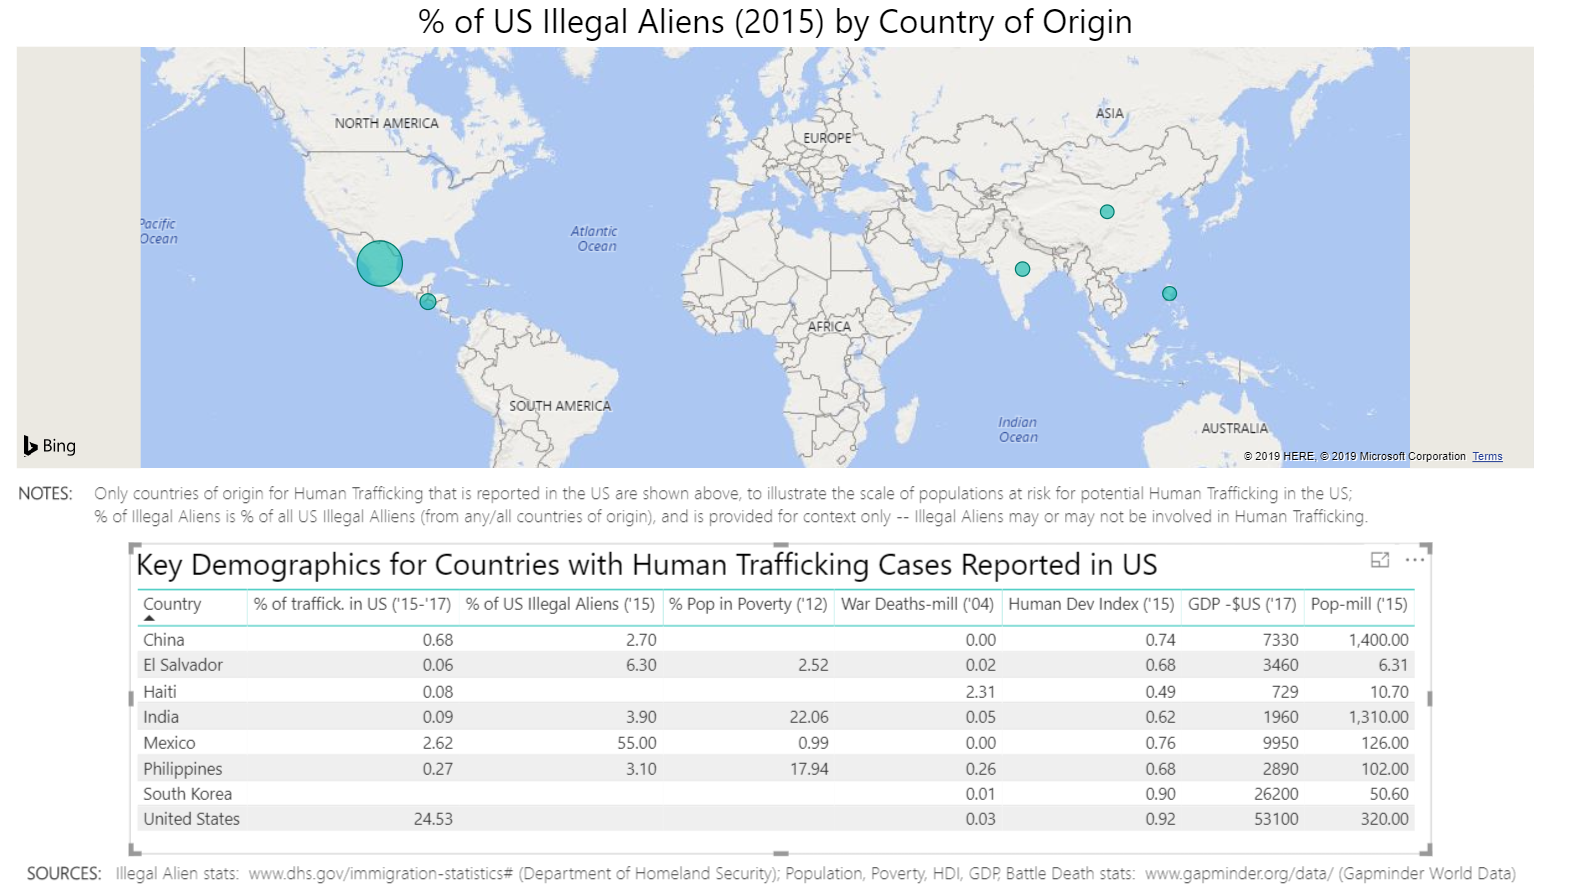 % of US Illegal Aliens (2015) by Country of Origin
NORTH AMERICA
EUROPE
ASIA
Pacific
Ocean
Atlantic
Ocean
AFRICA
SOUTH AMERICA
Indian
Ocean
AUSTRALIA
Bing
© 2019 HERE, © 2019 Microsoft Corporation Terms
NOTES: Only countries of origin for Human Trafficking that is reported in the US are shown above, to illustrate the scale of populations at risk for potential Human Trafficking in the US;
% of Illegal Aliens is % of all US Illegal Alliens (from any/all countries of origin), and is provided for context only -- Illegal Aliens may or may not be involved in Human Trafficking.
Key Demographics for Countries with Human Trafficking Cases Reported in US
Country % of traffick. in US ('15-'17) % of US Illegal Aliens ('15) % Pop in Poverty ('12) War Deaths-mill ('04) Human Dev Index ('15) GDP -$US ('17) Pop-mill ('15)
China 0.68 2.70 0.00 0.74 7330 1,400.00
El Salvador 0.06 6.30 2.52 0.02 0.68 3460 6.31
Haiti 0.08 2.31 0.49 729 10.70
India 0.09 3.90 22.06 0.05 0.62 1960 1,310.00
Mexico 2.62 55.00 0.99 0.00 0.76 9950 126.00
Philippines 0.27 3.10 17.94 0.26 0.68 2890 102.00
South Korea 0.01 0.90 26200 50.60
United States 24.53 0.03 0.92 53100 320.00
SOURCES: Illegal Alien stats: www.dhs.gov/immigration-statistics# (Department of Homeland Security); Population, Poverty, HDI, GDP, Battle Death stats: www.gapminder.org/data/ (Gapminder World Data)